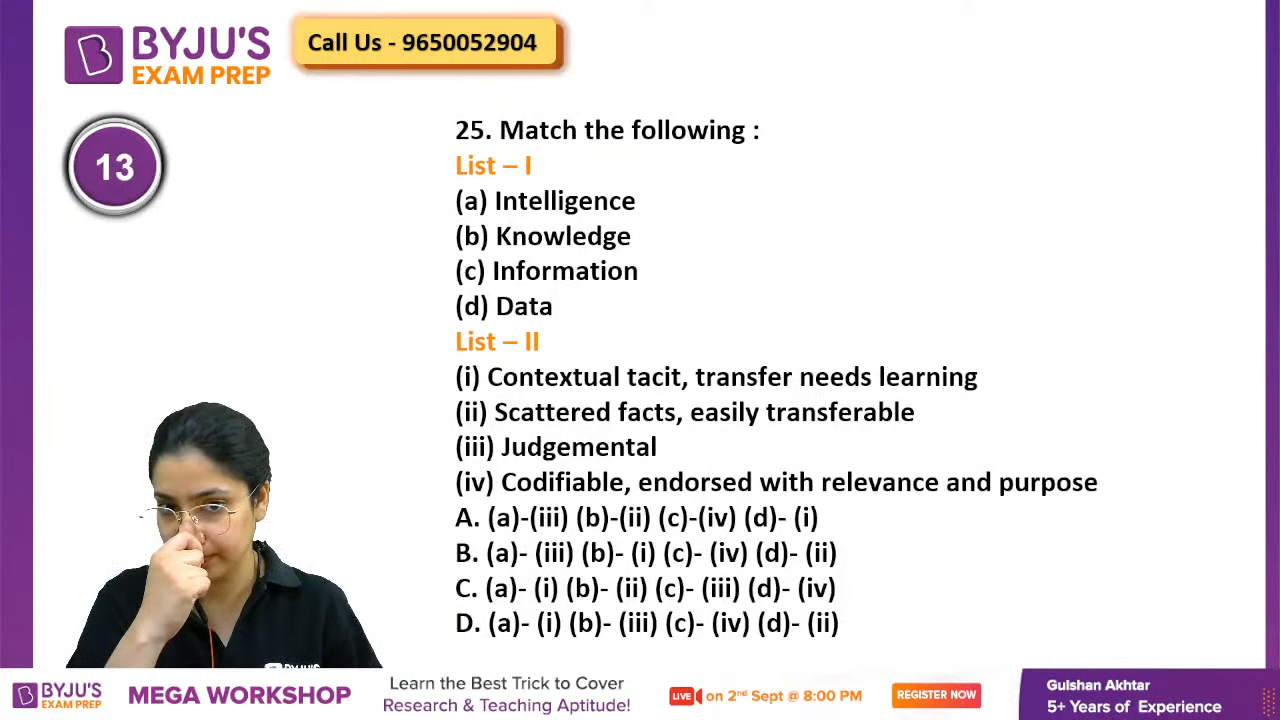 BYJU'S
EXAM PREP
Call Us - 9650052904
13
25. Match the following :
List – I
(a) Intelligence
(b) Knowledge
(c) Information
(d) Data
List – II
(i) Contextual tacit, transfer needs learning
(ii) Scattered facts, easily transferable
(iii) Judgemental
(iv) Codifiable, endorsed with relevance and purpose
A. (a)-(iii) (b)-(ii) (c)-(iv) (d)- (i)
B. (a)- (iii) (b)- (i) (c)- (iv) (d)- (ii)
C. (a)- (i) (b)- (ii) (c)- (iii) (d)- (iv)
D. (a)- (i) (b)- (iii) (c)- (iv) (d)- (ii)
BYJU'S
BYJU'S
EXAM PREP
MEGA WORKSHOP
Learn the Best Trick to Cover
Research & Teaching Aptitude!
LIVE on 2nd Sept @ 8:00 PM
REGISTER NOW
Gulshan Akhtar
5+ Years of Experience